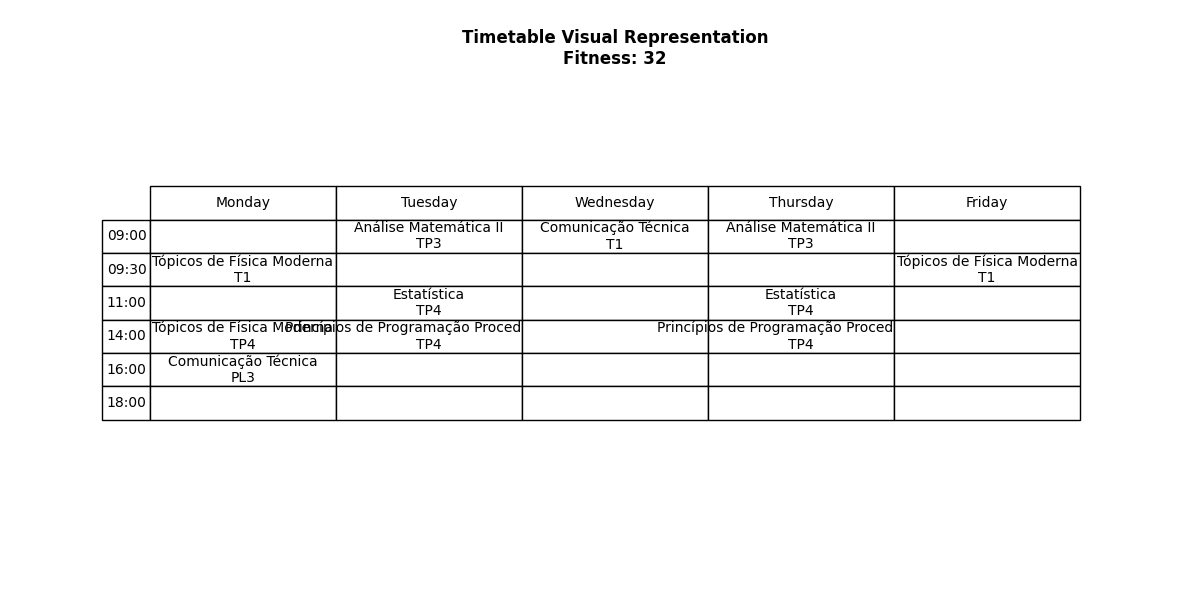 Timetable Visual Representation
Fitness: 32
Monday Tuesday Wednesday Thursday Friday
09:00 Análise Matemática II Comunicação Técnica Análise Matemática II
TP3 T1 TP3
09:30 Tópicos de Física Moderna Tópicos de Física Moderna
T1 T1
11:00 Estatística Estatística
TP4 TP4
14:00 Tópicos de Física Moderna Princípios de Programação Proced Princípios de Programação Proced
TP4 TP4 TP4
16:00 Comunicação Técnica
PL3
18:00